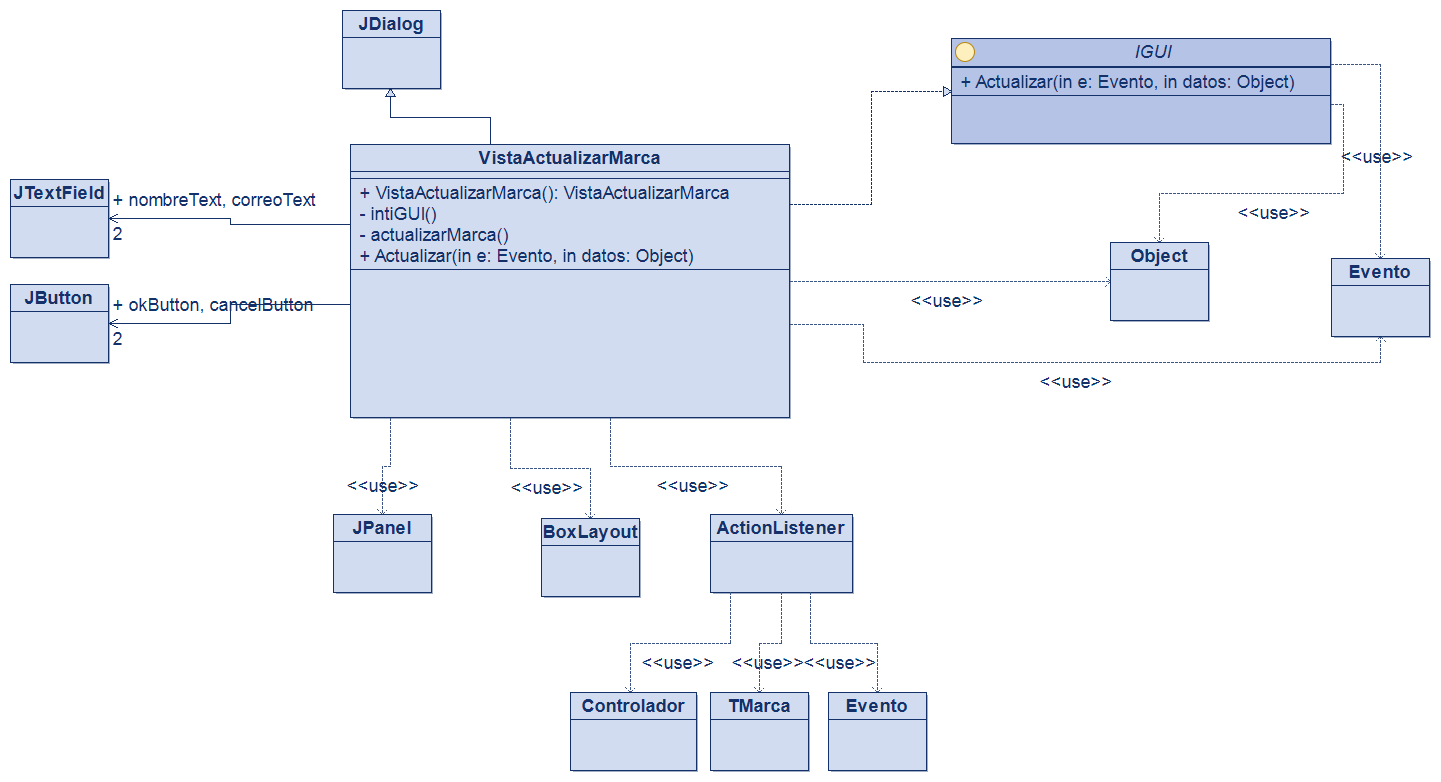 JDialog
IGUI
+ Actualizar(in e: Evento, in datos: Object)
<<use>>
<<use>>
VistaActualizarMarca
+ VistaActualizarMarca(): VistaActualizarMarca
- intiGUI()
- actualizarMarca()
+ Actualizar(in e: Evento, in datos: Object)
JTextField
+ nombreText, correoText
2
JButton
+ okButton, cancelButton
2
Object
Evento
<<use>>
<<use>>
<<use>>
<<use>>
<<use>>
JPanel
BoxLayout
ActionListener
<<use>>
<<use>>
<<use>>
Controlador
TMarca
Evento